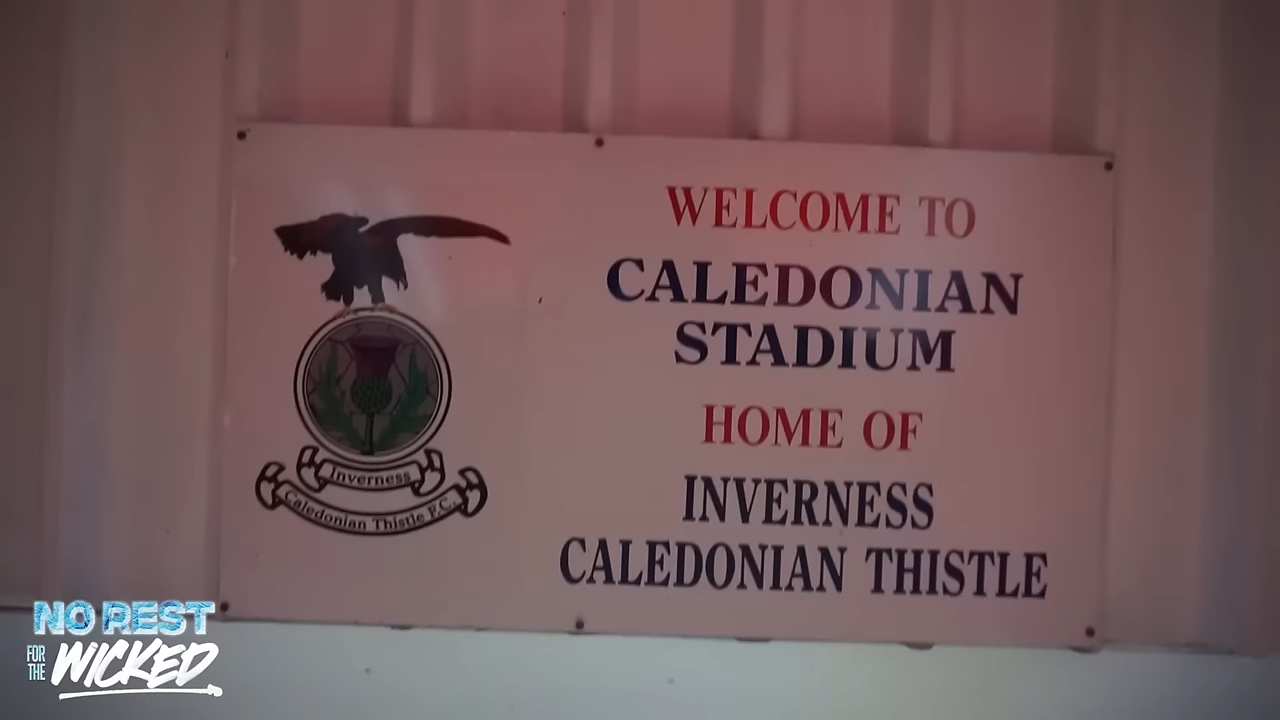 WELCOME TO
CALEDONIAN
STADIUM
HOME OF
INVERNESS
CALEDONIAN THISTLE
Inverness
Caledonian Thistle F.C.
NO REST
FOR THE WICKED